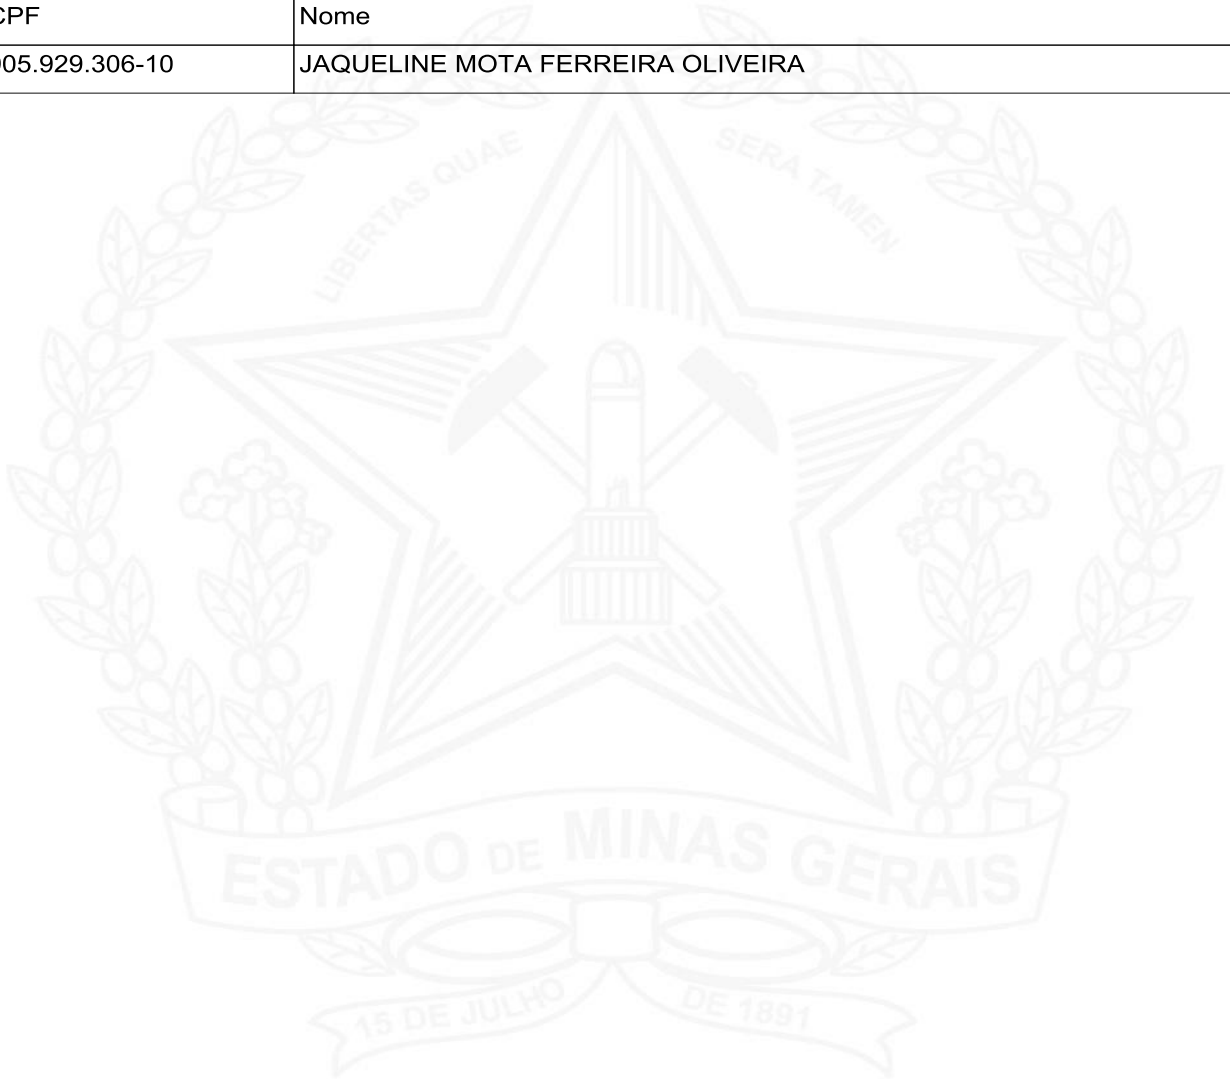 CPF Nome
005.929.306-10 JAQUELINE MOTA FERREIRA OLIVEIRA
LIBERTAS QUAE SERA TAMEN
ESTADO DE MINAS GERAIS
15 DE JULHO DE 1891